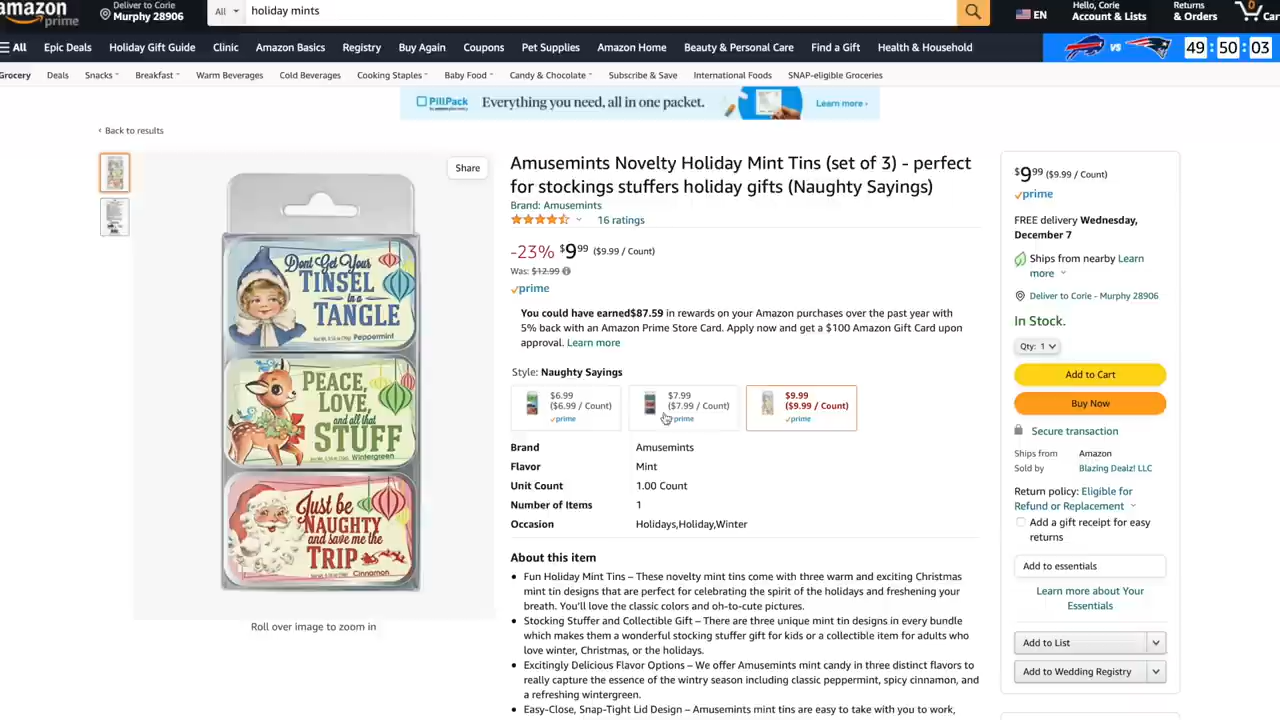 amazon
prime
Deliver to Corie
Murphy 28906
All
holiday mints
EN
Hello, Corie
Account & Lists
Returns
& Orders
0
Car
All
Epic Deals
Holiday Gift Guide
Clinic
Amazon Basics
Registry
Buy Again
Gift Cards
Coupons
Pet Supplies
Amazon Home
Beauty & Personal Care
Find a Gift
Health & Household
VS
49:50:03
Grocery
Deals
Snacks
Breakfast
Warm Beverages
Cold Beverages
Cooking Staples
Baby Food
Candy & Chocolate
Subscribe & Save
International Foods
SNAP-eligible Groceries
PillPack
by amazon pharmacy
Everything you need, all in one packet.
Learn more ›
‹ Back to results
Share
Dont Get Your
TINSEL
in a
TANGLE
Peppermint
PEACE,
LOVE,
and all that
STUFF
Wintergreen
Just be
NAUGHTY
and save me the
TRIP
Cinnamon
Roll over image to zoom in
Amusemints Novelty Holiday Mint Tins (set of 3) - perfect
for stockings stuffers holiday gifts (Naughty Sayings)
Brand: Amusemints
16 ratings
-23% $9.99 ($9.99 / Count)
Was: $12.99
prime
You could have earned$87.59 in rewards on your Amazon purchases over the past year with
5% back with an Amazon Prime Store Card. Apply now and get a $100 Amazon Gift Card upon
approval. Learn more
Style: Naughty Sayings
$6.99
($6.99 / Count)
prime
$7.99
($7.99 / Count)
prime
$9.99
($9.99 / Count)
prime
Brand Amusemints
Flavor Mint
Unit Count 1.00 Count
Number of Items 1
Occasion Holidays,Holiday,Winter
About this item
• Fun Holiday Mint Tins – These novelty mint tins come with three warm and exciting Christmas
mint tin designs that are perfect for celebrating the spirit of the holidays and freshening your
breath. You'll love the classic colors and oh-to-cute pictures.
• Stocking Stuffer and Collectible Gift – There are three unique mint tin designs in every bundle
which makes them a wonderful stocking stuffer gift for kids or a collectible item for adults who
love winter, Christmas, or the holidays.
• Excitingly Delicious Flavor Options – We offer Amusemints mint candy in three distinct flavors to
really capture the essence of the wintry season including classic peppermint, spicy cinnamon, and
a refreshing wintergreen.
• Easy-Close, Snap-Tight Lid Design – Amusemints mint tins are easy to take with you to work,
$9.99 ($9.99 / Count)
prime
FREE delivery Wednesday,
December 7
Ships from nearby Learn
more
Deliver to Corie - Murphy 28906
In Stock.
Qty: 1
Add to Cart
Buy Now
Secure transaction
Ships from Amazon
Sold by Blazing Dealz! LLC
Return policy: Eligible for
Refund or Replacement
Add a gift receipt for easy
returns
Add to essentials
Learn more about Your
Essentials
Add to List
Add to Wedding Registry